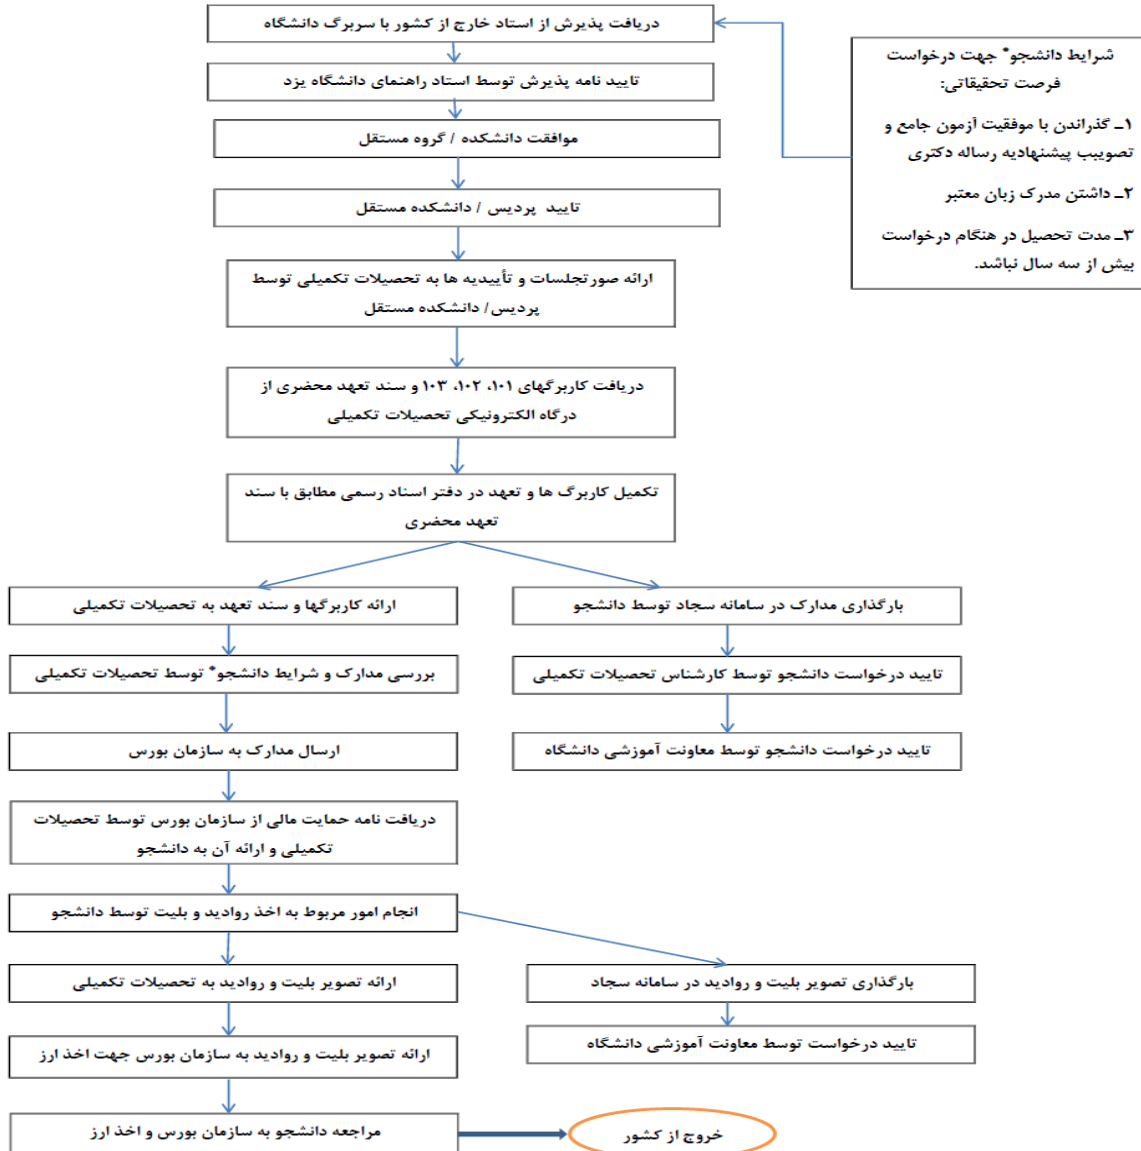 دریافت پذیرش از استاد خارج از کشور با سربرگ دانشگاه
شرایط دانشجو* جهت درخواست
فرصت تحقیقاتی:
۱ـ گذراندن با موفقیت آزمون جامع و
تصویبب پیشنهادیه رساله دکتری
۲ـ داشتن مدرک زبان معتبر
۳ـ مدت تحصیل در هنگام درخواست
بیش از سه سال نباشد.
تایید نامه پذیرش توسط استاد راهنمای دانشگاه یزد
موافقت دانشکده / گروه مستقل
تایید پردیس / دانشکده مستقل
ارائه صورتجلسات و تأییدیه ها به تحصیلات تکمیلی توسط
پردیس/ دانشکده مستقل
دریافت کاربرگهای ۱۰۱، ۱۰۲، ۱۰۳ و سند تعهد محضری از
درگاه الکترونیکی تحصیلات تکمیلی
تکمیل کاربرگ ها و تعهد در دفتر اسناد رسمی مطابق با سند
تعهد محضری
بارگذاری مدارک در سامانه سجاد توسط دانشجو
تایید درخواست دانشجو توسط کارشناس تحصیلات تکمیلی
تایید درخواست دانشجو توسط معاونت آموزشی دانشگاه
ارائه کاربرگها و سند تعهد به تحصیلات تکمیلی
بررسی مدارک و شرایط دانشجو* توسط تحصیلات تکمیلی
ارسال مدارک به سازمان بورس
دریافت نامه حمایت مالی از سازمان بورس توسط تحصیلات
تکمیلی و ارائه آن به دانشجو
انجام امور مربوط به اخذ روادید و بلیت توسط دانشجو
بارگذاری تصویر بلیت و روادید در سامانه سجاد
تایید درخواست توسط معاونت آموزشی دانشگاه
ارائه تصویر بلیت و روادید به تحصیلات تکمیلی
ارائه تصویر بلیت و روادید به سازمان بورس جهت اخذ ارز
مراجعه دانشجو به سازمان بورس و اخذ ارز
خروج از کشور